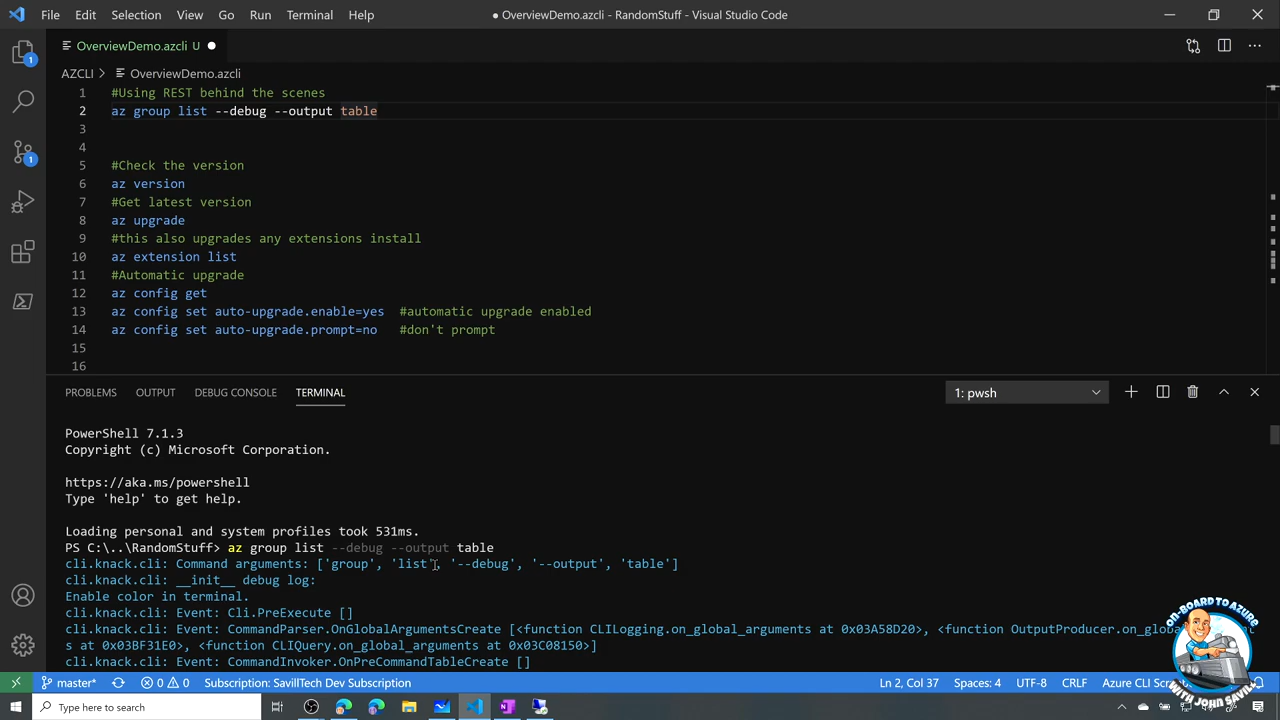 File Edit Selection View Go Run Terminal Help
● OverviewDemo.azcli - RandomStuff - Visual Studio Code
OverviewDemo.azcli U ●
AZCLI > OverviewDemo.azcli
1 #Using REST behind the scenes
2 az group list --debug --output table
3
4
5 #Check the version
6 az version
7 #Get latest version
8 az upgrade
9 #this also upgrades any extensions install
10 az extension list
11 #Automatic upgrade
12 az config get
13 az config set auto-upgrade.enable=yes #automatic upgrade enabled
14 az config set auto-upgrade.prompt=no #don't prompt
15
16
1
1
PROBLEMS OUTPUT DEBUG CONSOLE TERMINAL
1: pwsh
PowerShell 7.1.3
Copyright (c) Microsoft Corporation.
https://aka.ms/powershell
Type 'help' to get help.
Loading personal and system profiles took 531ms.
PS C:\..\RandomStuff> az group list --debug --output table
cli.knack.cli: Command arguments: ['group', 'list', '--debug', '--output', 'table']
cli.knack.cli: __init__ debug log:
Enable color in terminal.
cli.knack.cli: Event: Cli.PreExecute []
cli.knack.cli: Event: CommandParser.OnGlobalArgumentsCreate [<function CLILogging.on_global_arguments at 0x03A58D20>, <function OutputProducer.on_globa
s at 0x03BF31E0>, <function CLIQuery.on_global_arguments at 0x03C08150>]
cli.knack.cli: Event: CommandInvoker.OnPreCommandTableCreate []
ON-BOARD TO AZURE
WITH JOHN SAVILL
master* 0 0 Subscription: SavillTech Dev Subscription
Ln 2, Col 37 Spaces: 4 UTF-8 CRLF Azure CLI Scr
Type here to search